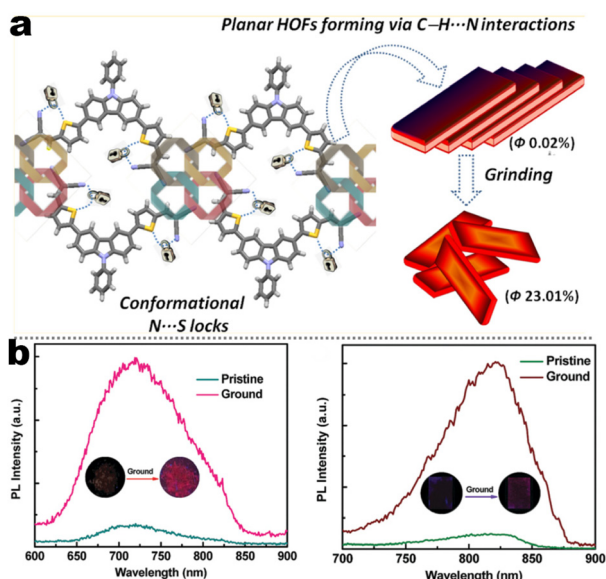 a
Planar HOFs forming via C–H···N interactions
(Φ 0.02%)
Grinding
(Φ 23.01%)
Conformational
N···S locks
b
PL Intensity (a.u.)
Pristine
Ground
Ground
600 650 700 750 800 850 900
Wavelength (nm)
PL Intensity (a.u.)
Pristine
Ground
Ground
700 750 800 850 900
Wavelength (nm)